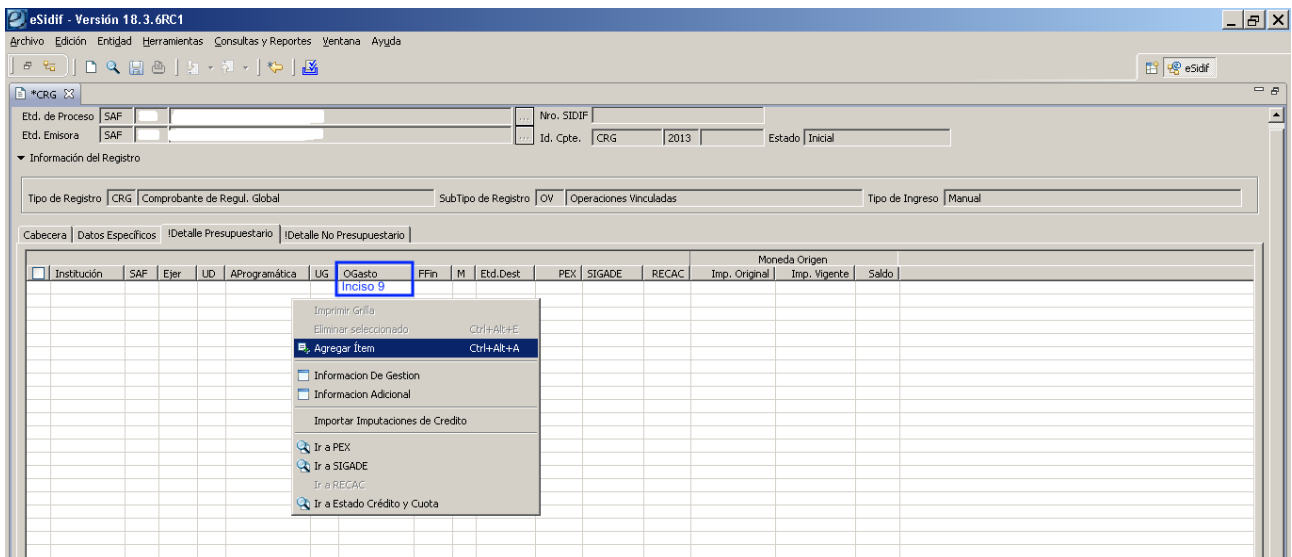 eSidif - Versión 18.3.6RC1
Archivo Edición Entidad Herramientas Consultas y Reportes Ventana Ayuda
eSidif
*CRG
Etd. de Proceso SAF ... Nro. SIDIF
Etd. Emisora SAF ... Id. Cpte. CRG 2013 Estado Inicial
Información del Registro
Tipo de Registro CRG Comprobante de Regul. Global SubTipo de Registro OV Operaciones Vinculadas Tipo de Ingreso Manual
Cabecera Datos Específicos !Detalle Presupuestario !Detalle No Presupuestario
Moneda Origen
Institución SAF Ejer UD AProgramática UG OGasto FFin M Etd.Dest PEX SIGADE RECAC Imp. Original Imp. Vigente Saldo
Inciso 9
Imprimir Grilla
Eliminar seleccionado Ctrl+Alt+E
Agregar Ítem Ctrl+Alt+A
Informacion De Gestion
Informacion Adicional
Importar Imputaciones de Credito
Ir a PEX
Ir a SIGADE
Ir a RECAC
Ir a Estado Crédito y Cuota